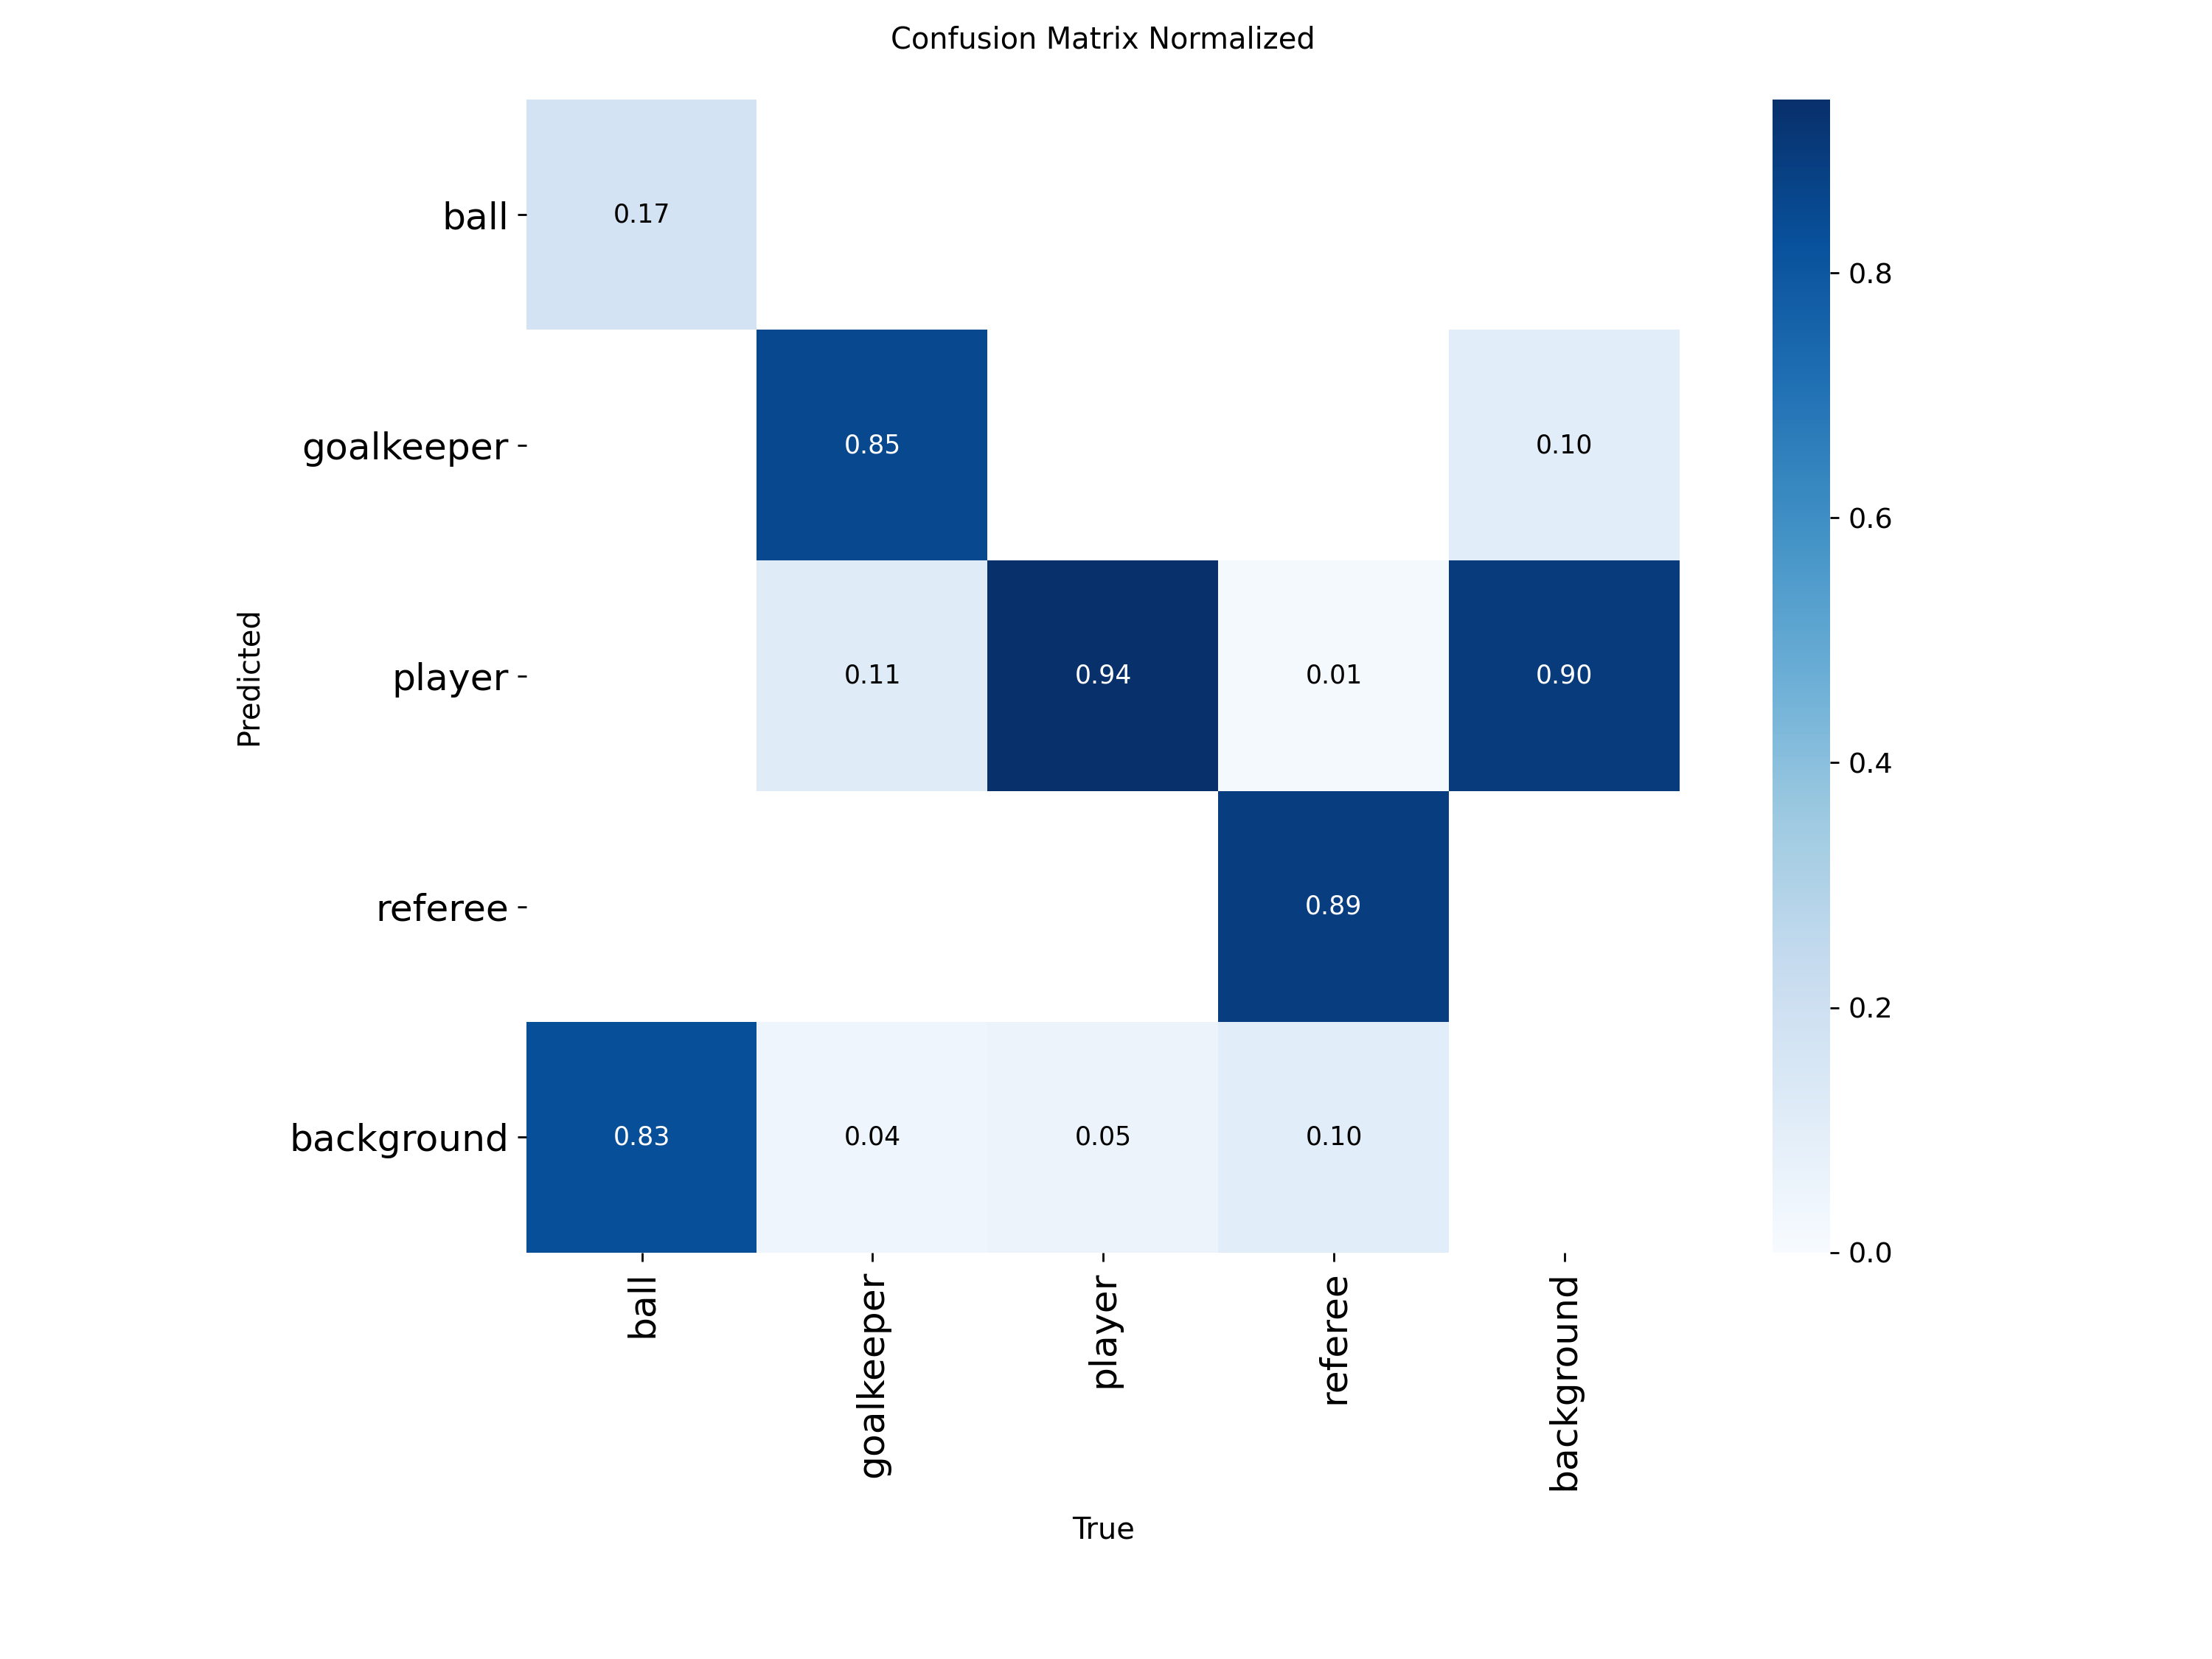 Confusion Matrix Normalized
ball
0.17
0.8
goalkeeper
0.85
0.10
0.6
Predicted
player
0.11
0.94
0.01
0.90
0.4
referee
0.89
0.2
background
0.83
0.04
0.05
0.10
0.0
ball
goalkeeper
player
referee
background
True